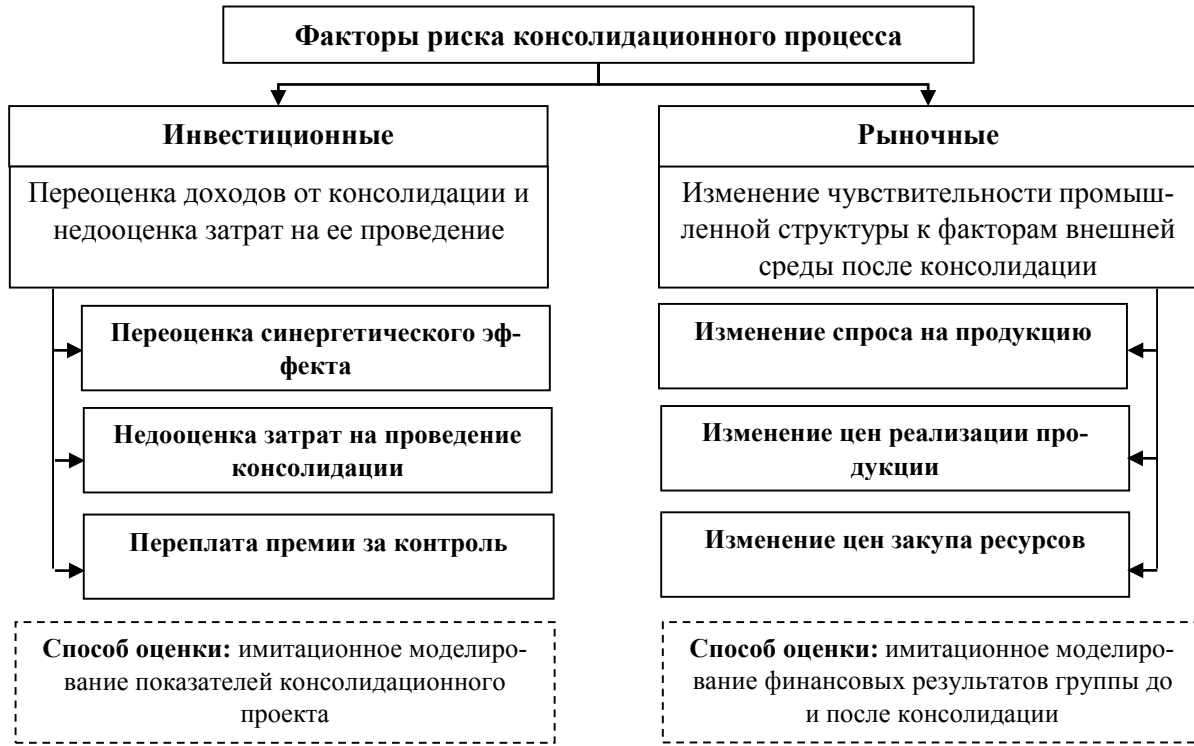 Факторы риска консолидационного процесса
Инвестиционные
Переоценка доходов от консолидации и
недооценка затрат на ее проведение
Переоценка синергетического эф-
фекта
Недооценка затрат на проведение
консолидации
Переплата премии за контроль
Способ оценки: имитационное моделиро-
вание показателей консолидационного
проекта
Рыночные
Изменение чувствительности промыш-
ленной структуры к факторам внешней
среды после консолидации
Изменение спроса на продукцию
Изменение цен реализации про-
дукции
Изменение цен закупа ресурсов
Способ оценки: имитационное моделиро-
вание финансовых результатов группы до
и после консолидации